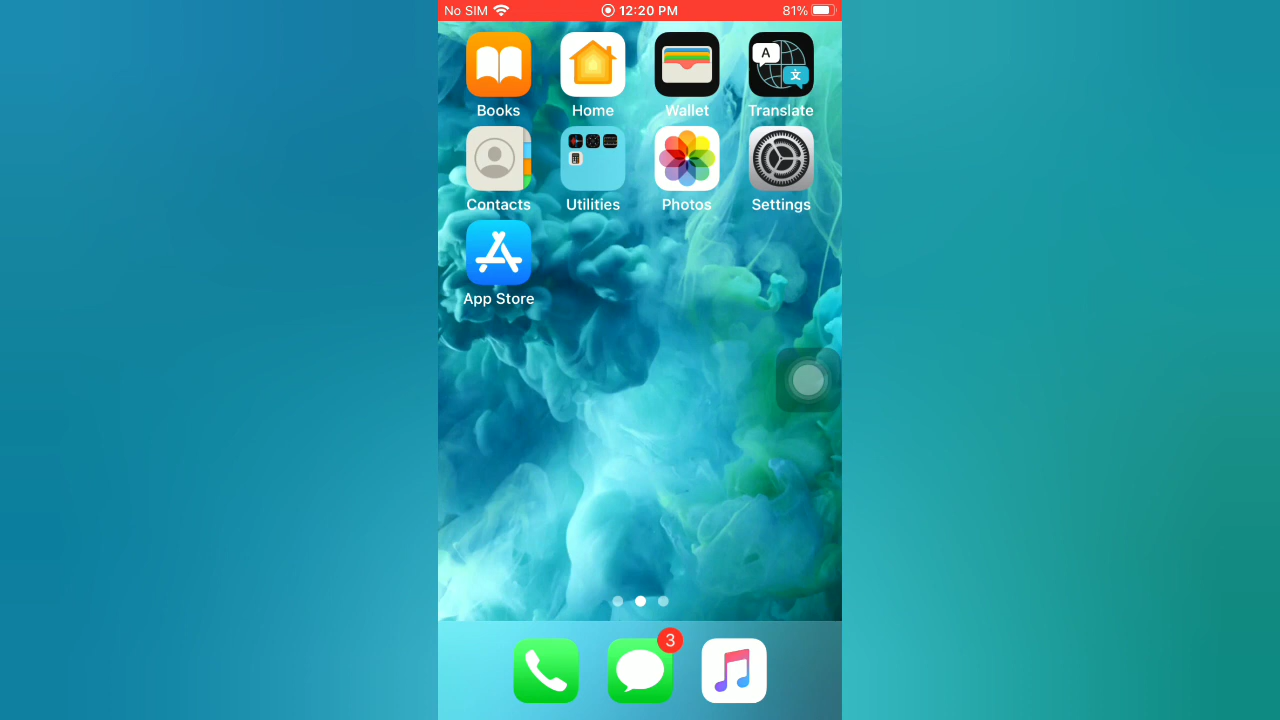 No SIM 12:20 PM 81%
A
文
Books Home Wallet Translate
Contacts Utilities Photos Settings
App Store
3